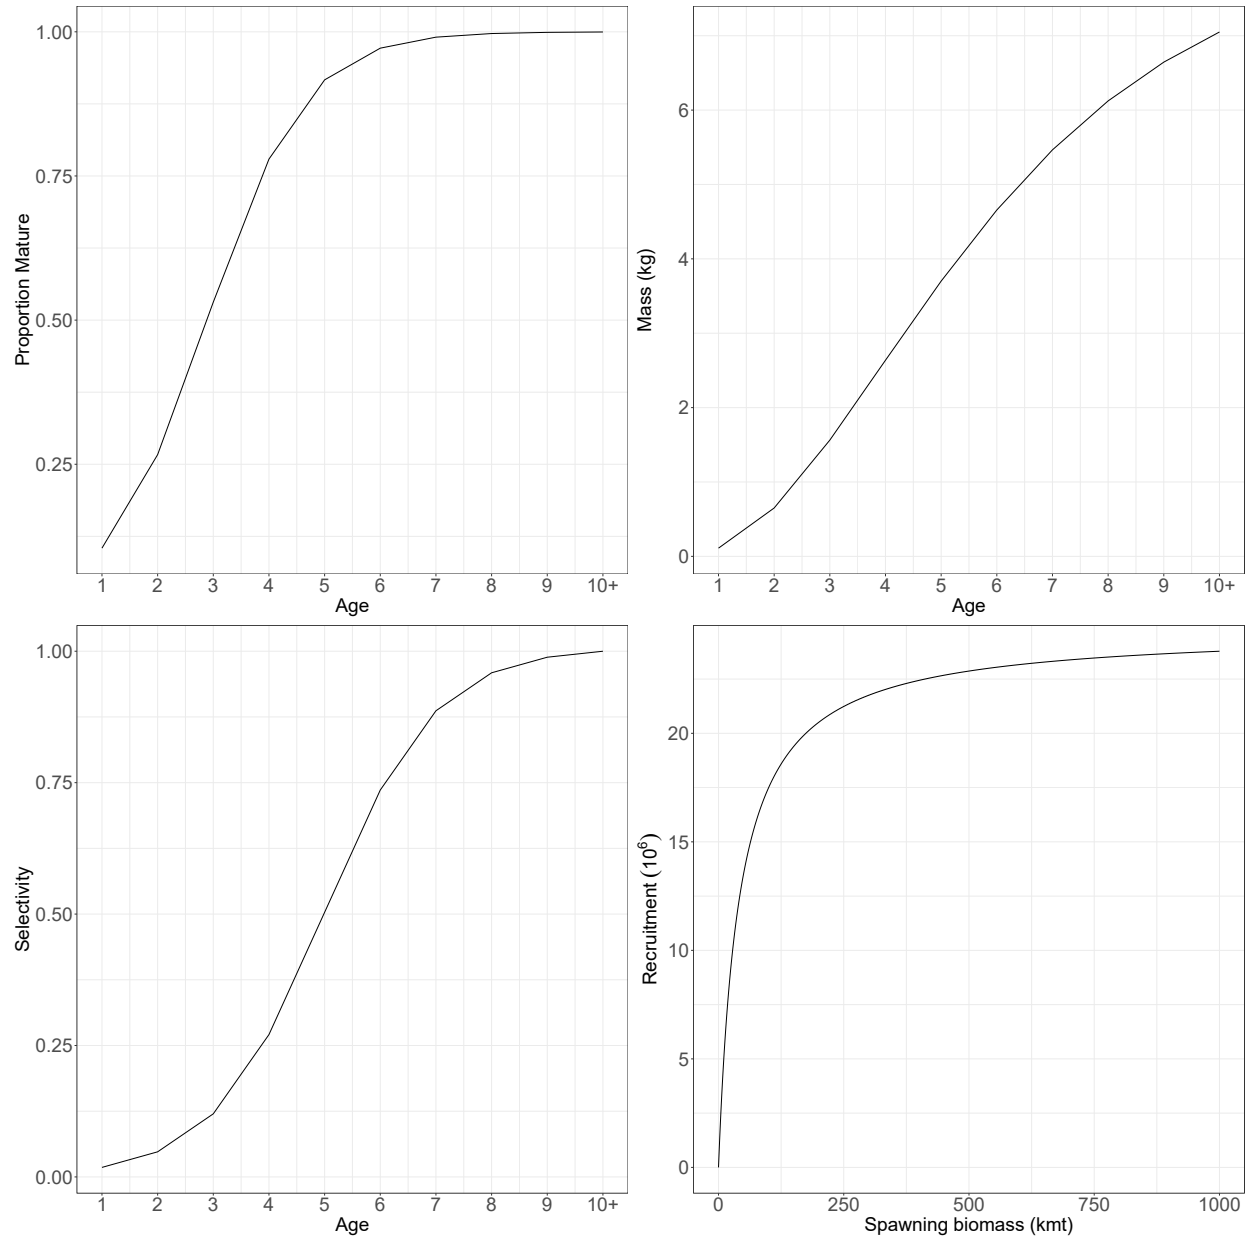 Proportion Mature
1.00
0.75
0.50
0.25
1 2 3 4 5 6 7 8 9 10+
Age
Mass (kg)
6
4
2
0
1 2 3 4 5 6 7 8 9 10+
Age
Selectivity
1.00
0.75
0.50
0.25
0.00
1 2 3 4 5 6 7 8 9 10+
Age
Recruitment (10⁶)
20
15
10
5
0
0 250 500 750 1000
Spawning biomass (kmt)